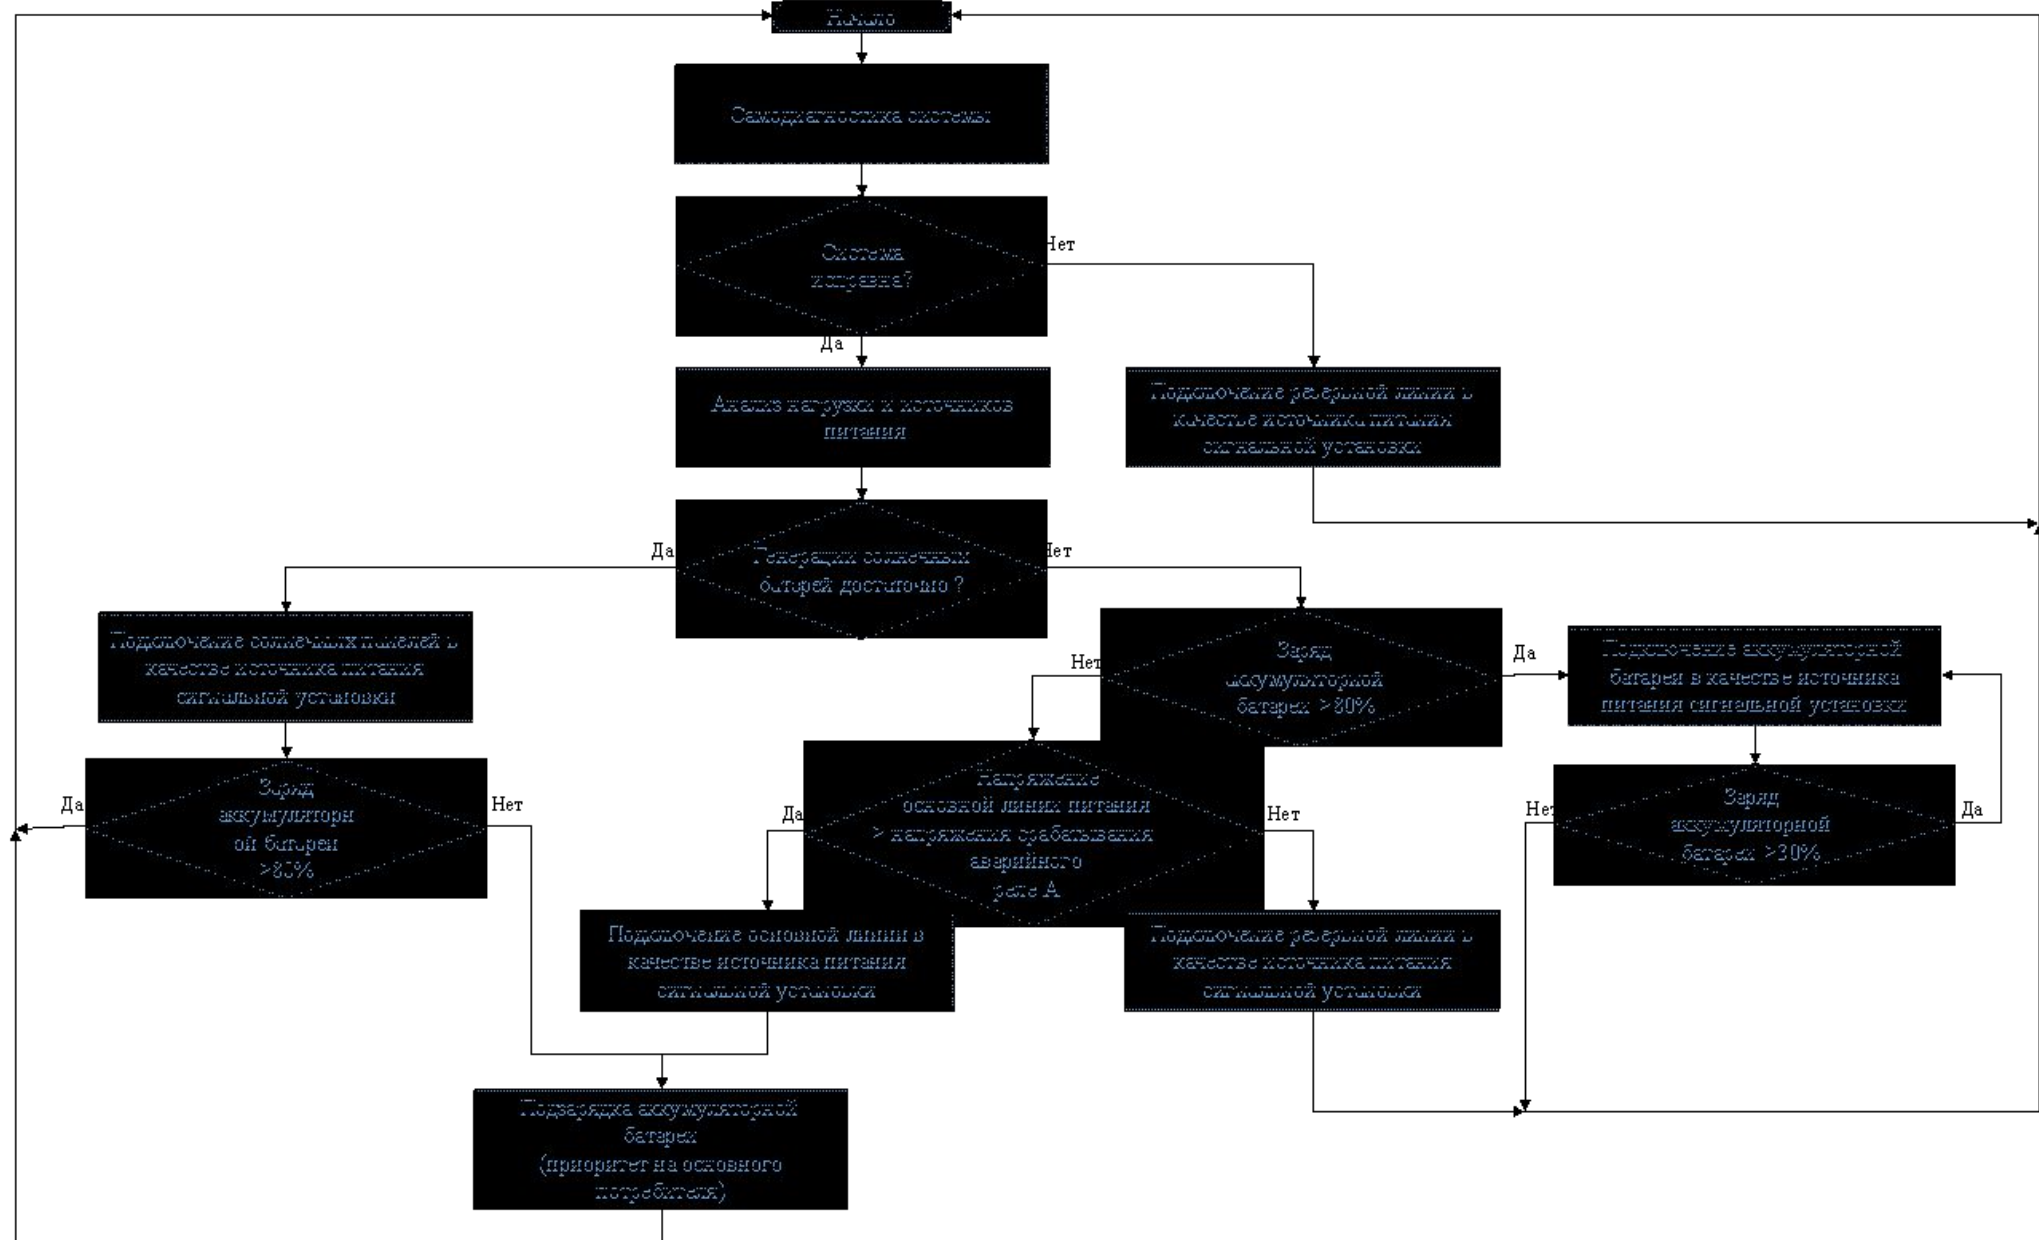 Начало
Самодиагностика системы
Система
исправна?
Нет
Да
Анализ нагрузки и источников
питания
Подключение резервной линии в
качестве источника питания
сигнальной установки
Генерации солнечных
батарей достаточно ?
Да
Нет
Подключение солнечных панелей в
качестве источника питания
сигнальной установки
Заряд
аккумуляторной
батареи >80%
Нет
Да
Подключение аккумуляторной
батареи в качестве источника
питания сигнальной установки
Заряд
аккумуляторн
ой батареи
>80%
Да
Нет
Напряжение
основной линии питания
> напряжения срабатывания
аварийного
реле А
Да
Нет
Заряд
аккумуляторной
батареи >30%
Нет
Да
Подключение основной линии в
качестве источника питания
сигнальной установки
Подключение резервной линии в
качестве источника питания
сигнальной установки
Подзарядка аккумуляторной
батареи
(приоритет на основного
потребителя)